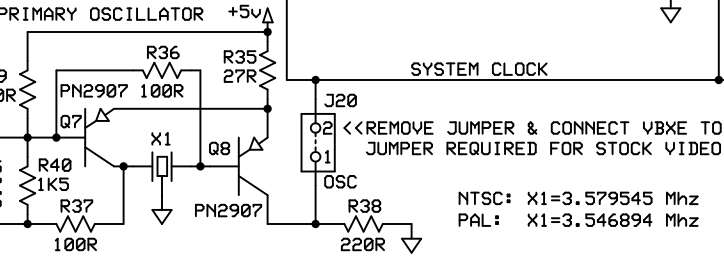 PRIMARY OSCILLATOR
+5v
R36
R35
27R
SYSTEM CLOCK
PN2907
100R
J20
Q7
X1
2
<<REMOVE JUMPER & CONNECT VBXE TO
Q8
1
JUMPER REQUIRED FOR STOCK VIDEO
R40
1K5
OSC
NTSC: X1=3.579545 Mhz
R37
PN2907
R38
PAL: X1=3.546894 Mhz
100R
220R